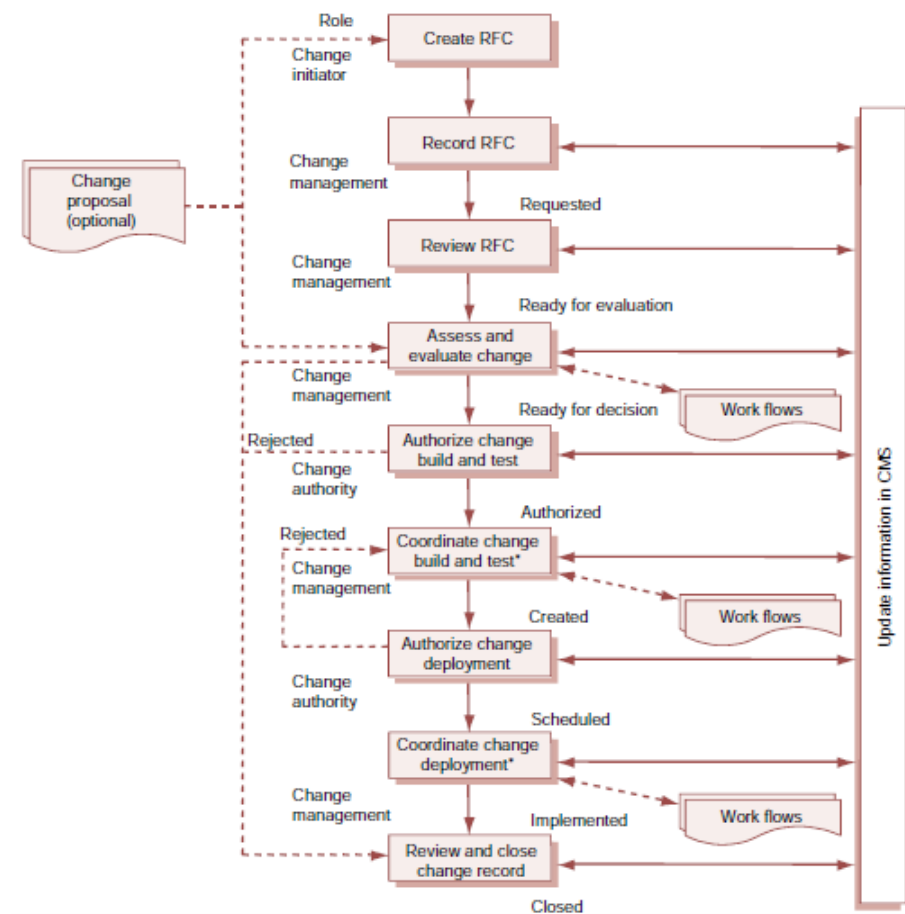 Role
Create RFC
Change
initiator
Record RFC
Change
management
Change
proposal
(optional)
Requested
Review RFC
Change
management
Ready for evaluation
Assess and
evaluate change
Change
management
Work flows
Ready for decision
Rejected
Authorize change
build and test
Change
authority
Authorized
Rejected
Coordinate change
build and test*
Change
management
Work flows
Created
Authorize change
deployment
Change
authority
Scheduled
Coordinate change
deployment*
Change
management
Work flows
Implemented
Review and close
change record
Closed
Update information in CMS